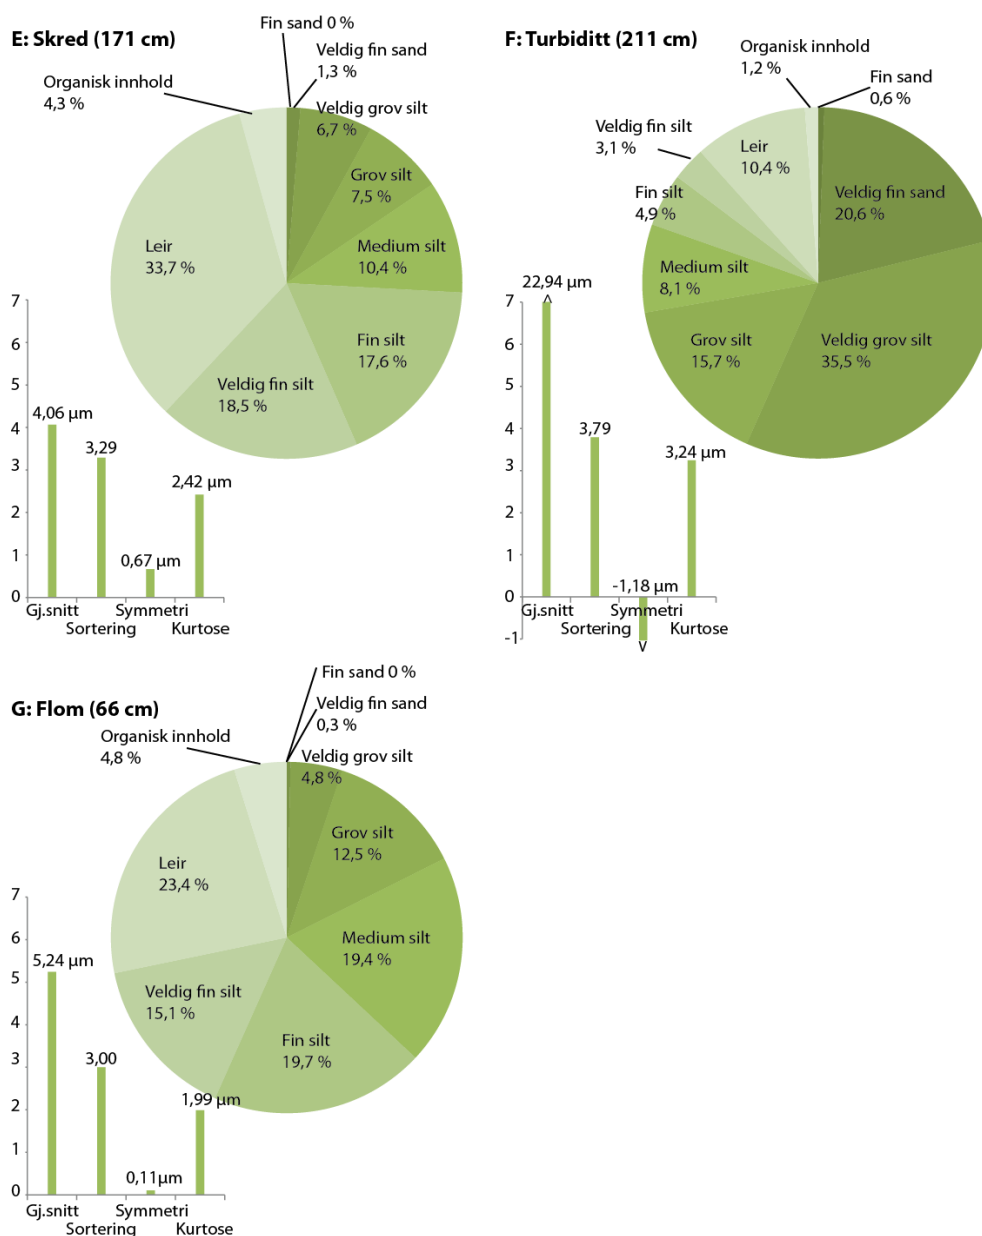 E: Skred (171 cm)
Fin sand 0 %
Veldig fin sand
1,3 %
Organisk innhold
4,3 %
Veldig grov silt
6,7 %
Grov silt
7,5 %
Medium silt
10,4 %
Fin silt
17,6 %
Veldig fin silt
18,5 %
Leir
33,7 %
7
6
5
4
3
2
1
0
4,06 µm
3,29
0,67 µm
2,42 µm
Gj.snitt
Sortering
Symmetri
Kurtose
F: Turbiditt (211 cm)
Organisk innhold
1,2 %
Fin sand
0,6 %
Veldig fin sand
20,6 %
Veldig grov silt
35,5 %
Grov silt
15,7 %
Medium silt
8,1 %
Fin silt
4,9 %
Veldig fin silt
3,1 %
Leir
10,4 %
7
6
5
4
3
2
1
0
-1
22,94 µm
3,79
-1,18 µm
3,24 µm
Gj.snitt
Sortering
Symmetri
Kurtose
G: Flom (66 cm)
Fin sand 0 %
Veldig fin sand
0,3 %
Organisk innhold
4,8 %
Veldig grov silt
4,8 %
Grov silt
12,5 %
Medium silt
19,4 %
Fin silt
19,7 %
Veldig fin silt
15,1 %
Leir
23,4 %
7
6
5
4
3
2
1
0
5,24 µm
3,00
0,11µm
1,99 µm
Gj.snitt
Sortering
Symmetri
Kurtose